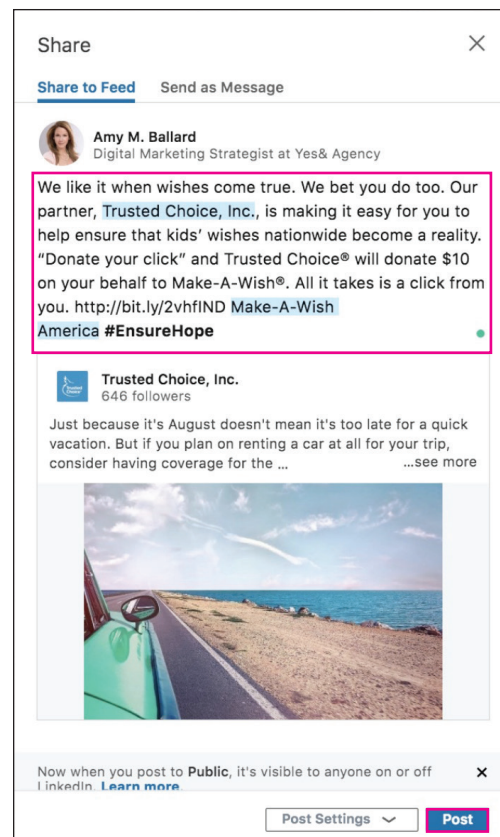 Share
Share to Feed Send as Message
Amy M. Ballard
Digital Marketing Strategist at Yes& Agency
We like it when wishes come true. We bet you do too. Our
partner, Trusted Choice, Inc., is making it easy for you to
help ensure that kids’ wishes nationwide become a reality.
“Donate your click” and Trusted Choice® will donate $10
on your behalf to Make-A-Wish®. All it takes is a click from
you. http://bit.ly/2vhfIND Make-A-Wish
America #EnsureHope
Trusted Choice, Inc.
646 followers
Just because it's August doesn't mean it's too late for a quick
vacation. But if you plan on renting a car at all for your trip,
consider having coverage for the ... ...see more
Now when you post to Public, it's visible to anyone on or off
LinkedIn. Learn more.
Post Settings Post